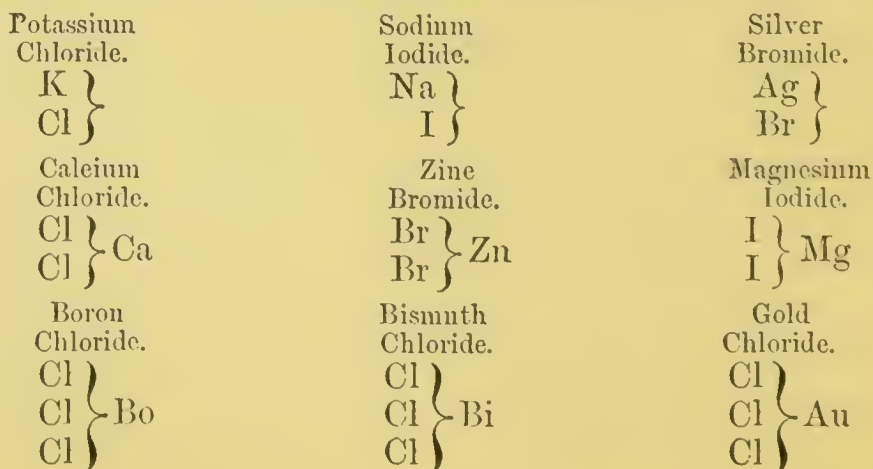 Potassium Sodium Silver
Chloride. Iodide. Bromide.
K } Na } Ag }
Cl I Br
Calcium Zinc Magnesium
Chloride. Bromide. Iodide.
Cl } Ca Br } Zn I } Mg
Cl Br I
Boron Bismuth Gold
Chloride. Chloride. Chloride.
Cl Cl Cl
Cl } Bo Cl } Bi Cl } Au
Cl Cl Cl